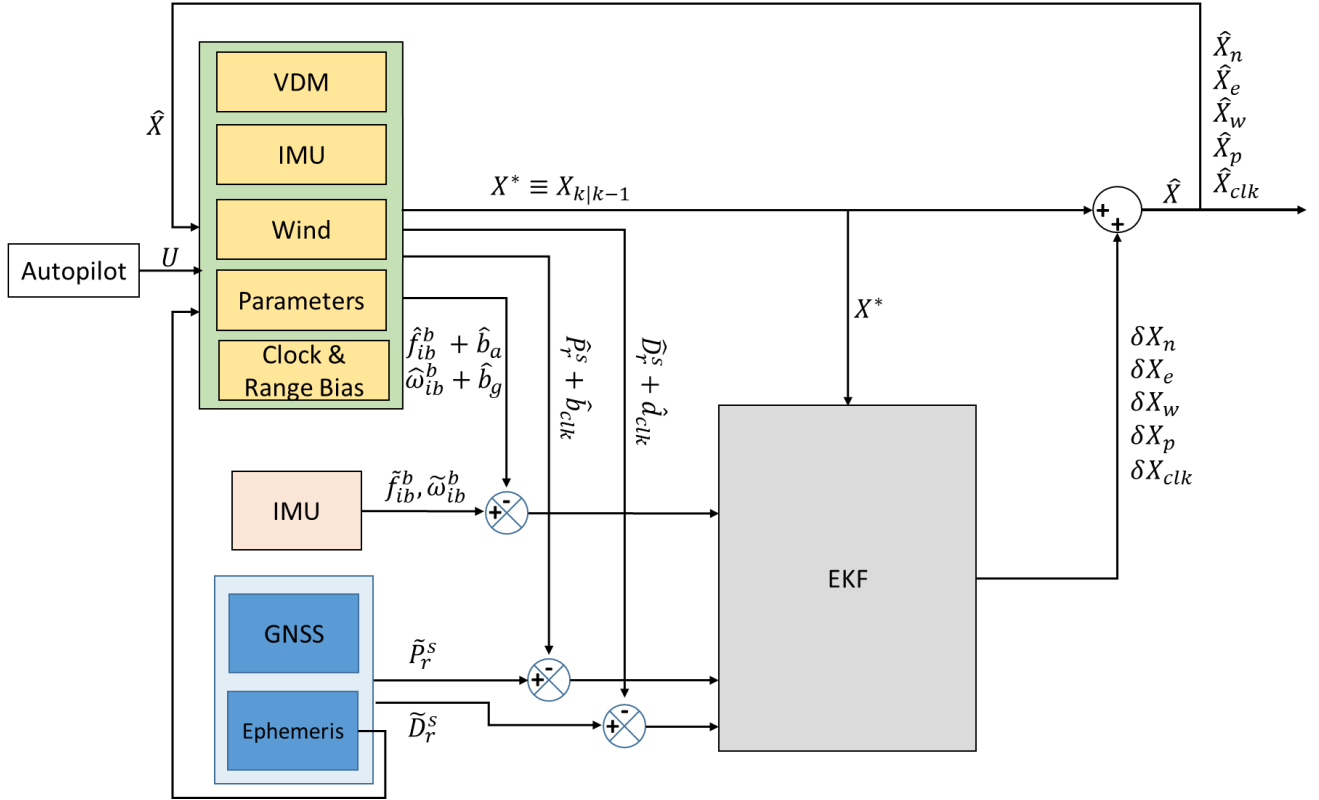 VDM
IMU
Wind
Parameters
Clock &
Range Bias
Autopilot
U
X̂
X* ≡ X_{k|k−1}
+
+
X̂
X̂_n
X̂_e
X̂_w
X̂_p
X̂_{clk}
f̂_{ib}^b + b̂_a
ω̂_{ib}^b + b̂_g
P̂_r^s + b̂_{clk}
D̂_r^s + d̂_{clk}
X*
δX_n
δX_e
δX_w
δX_p
δX_{clk}
IMU
f̃_{ib}^b, ω̃_{ib}^b
-
+
EKF
GNSS
Ephemeris
P̃_r^s
-
+
D̃_r^s
-
+